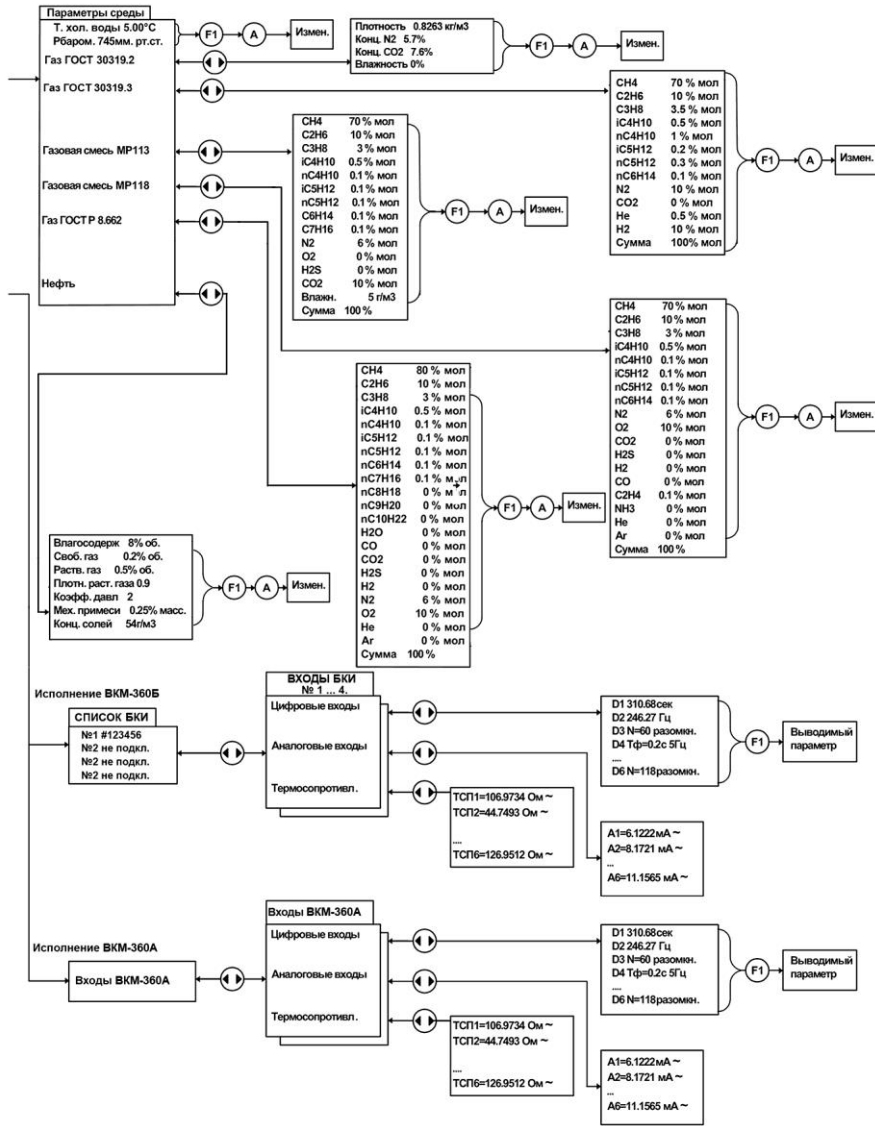 Параметры среды
Т. хол. воды 5.00°C
Рбаром. 745мм. рт.ст.
Газ ГОСТ 30319.2
Газ ГОСТ 30319.3
Газовая смесь МР113
Газовая смесь МР118
Газ ГОСТ Р 8.662
Нефть
F1
A
Измен.
Плотность 0.8263 кг/м3
Конц. N2 5.7%
Конц. CO2 7.6%
Влажность 0%
F1
A
Измен.
CH4 70 % мол
C2H6 10 % мол
C3H8 3.5 % мол
iC4H10 0.5 % мол
nC4H10 1 % мол
iC5H12 0.2 % мол
nC5H12 0.3 % мол
nC6H14 0.1 % мол
N2 10 % мол
CO2 0 % мол
He 0.5 % мол
H2 10 % мол
Сумма 100% мол
F1
A
Измен.
CH4 70% мол
C2H6 10 % мол
C3H8 3 % мол
iC4H10 0.5 % мол
nC4H10 0.1 % мол
iC5H12 0.1 % мол
nC5H12 0.1 % мол
C6H14 0.1 % мол
C7H16 0.1 % мол
N2 6 % мол
O2 0 % мол
H2S 0 % мол
CO2 10 % мол
Влажн. 5 г/м3
Сумма 100 %
F1
A
Измен.
CH4 70 % мол
C2H6 10 % мол
C3H8 3 % мол
iC4H10 0.5 % мол
nC4H10 0.1 % мол
iC5H12 0.1 % мол
nC5H12 0.1 % мол
nC6H14 0.1 % мол
N2 6 % мол
O2 10 % мол
CO2 0 % мол
H2S 0 % мол
H2 0 % мол
CO 0 % мол
C2H4 0.1 % мол
NH3 0 % мол
He 0 % мол
Ar 0 % мол
Сумма 100 %
F1
A
Измен.
CH4 80 % мол
C2H6 10 % мол
C3H8 3 % мол
iC4H10 0.5 % мол
nC4H10 0.1 % мол
iC5H12 0.1 % мол
nC5H12 0.1 % мол
nC6H14 0.1 % мол
nC7H16 0.1 % мол
nC8H18 0 % мол
nC9H20 0 % мол
nC10H22 0 % мол
H2O 0 % мол
CO 0 % мол
CO2 0 % мол
H2S 0 % мол
H2 0 % мол
N2 6 % мол
O2 10 % мол
He 0 % мол
Ar 0 % мол
Сумма 100 %
F1
A
Измен.
Влагосодерж 8% об.
Своб. газ 0.2% об.
Раств. газ 0.5% об.
Плотн. раст. газа 0.9
Коэфф. давл 2
Мех. примеси 0.25% масс.
Конц. солей 54г/м3
F1
A
Измен.
Исполнение ВКМ-360Б
СПИСОК БКИ
№1 #123456
№2 не подкл.
№2 не подкл.
№2 не подкл.
ВХОДЫ БКИ
№ 1 ... 4.
Цифровые входы
Аналоговые входы
Термосопротивл.
D1 310.68сек
D2 246.27 Гц
D3 N=60 разомкн.
D4 Тф=0.2с 5Гц
....
D6 N=118 разомкн.
F1
Выводимый
параметр
ТСП1=106.9734 Ом ~
ТСП2=44.7493 Ом ~
....
ТСП6=126.9512 Ом ~
А1=6.1222 мА ~
А2=8.1721 мА ~
...
А6=11.1565 мА ~
Исполнение ВКМ-360А
Входы ВКМ-360А
Входы ВКМ-360А
Цифровые входы
Аналоговые входы
Термосопротивл.
D1 310.68сек
D2 246.27 Гц
D3 N=60 разомкн.
D4 Тф=0.2с 5Гц
....
D6 N=118 разомкн.
F1
Выводимый
параметр
ТСП1=106.9734 Ом ~
ТСП2=44.7493 Ом ~
....
ТСП6=126.9512 Ом ~
А1=6.1222мА ~
А2=8.1721 мА ~
...
А6=11.1565 мА ~